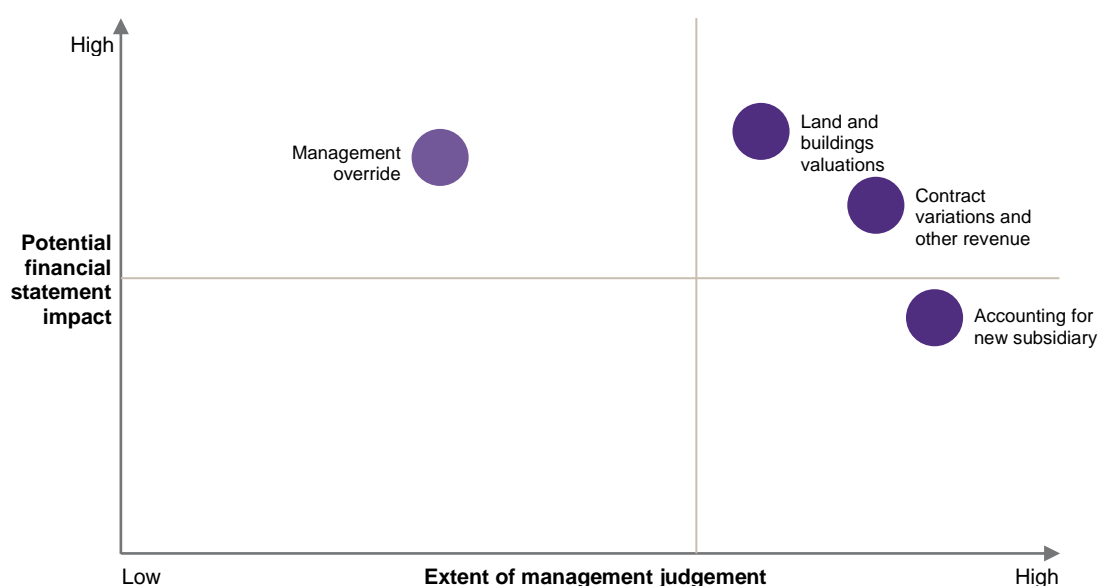 High
Management
override
Land and
buildings
valuations
Contract
variations and
other revenue
Potential
financial
statement
impact
Accounting for
new subsidiary
Low
Extent of management judgement
High